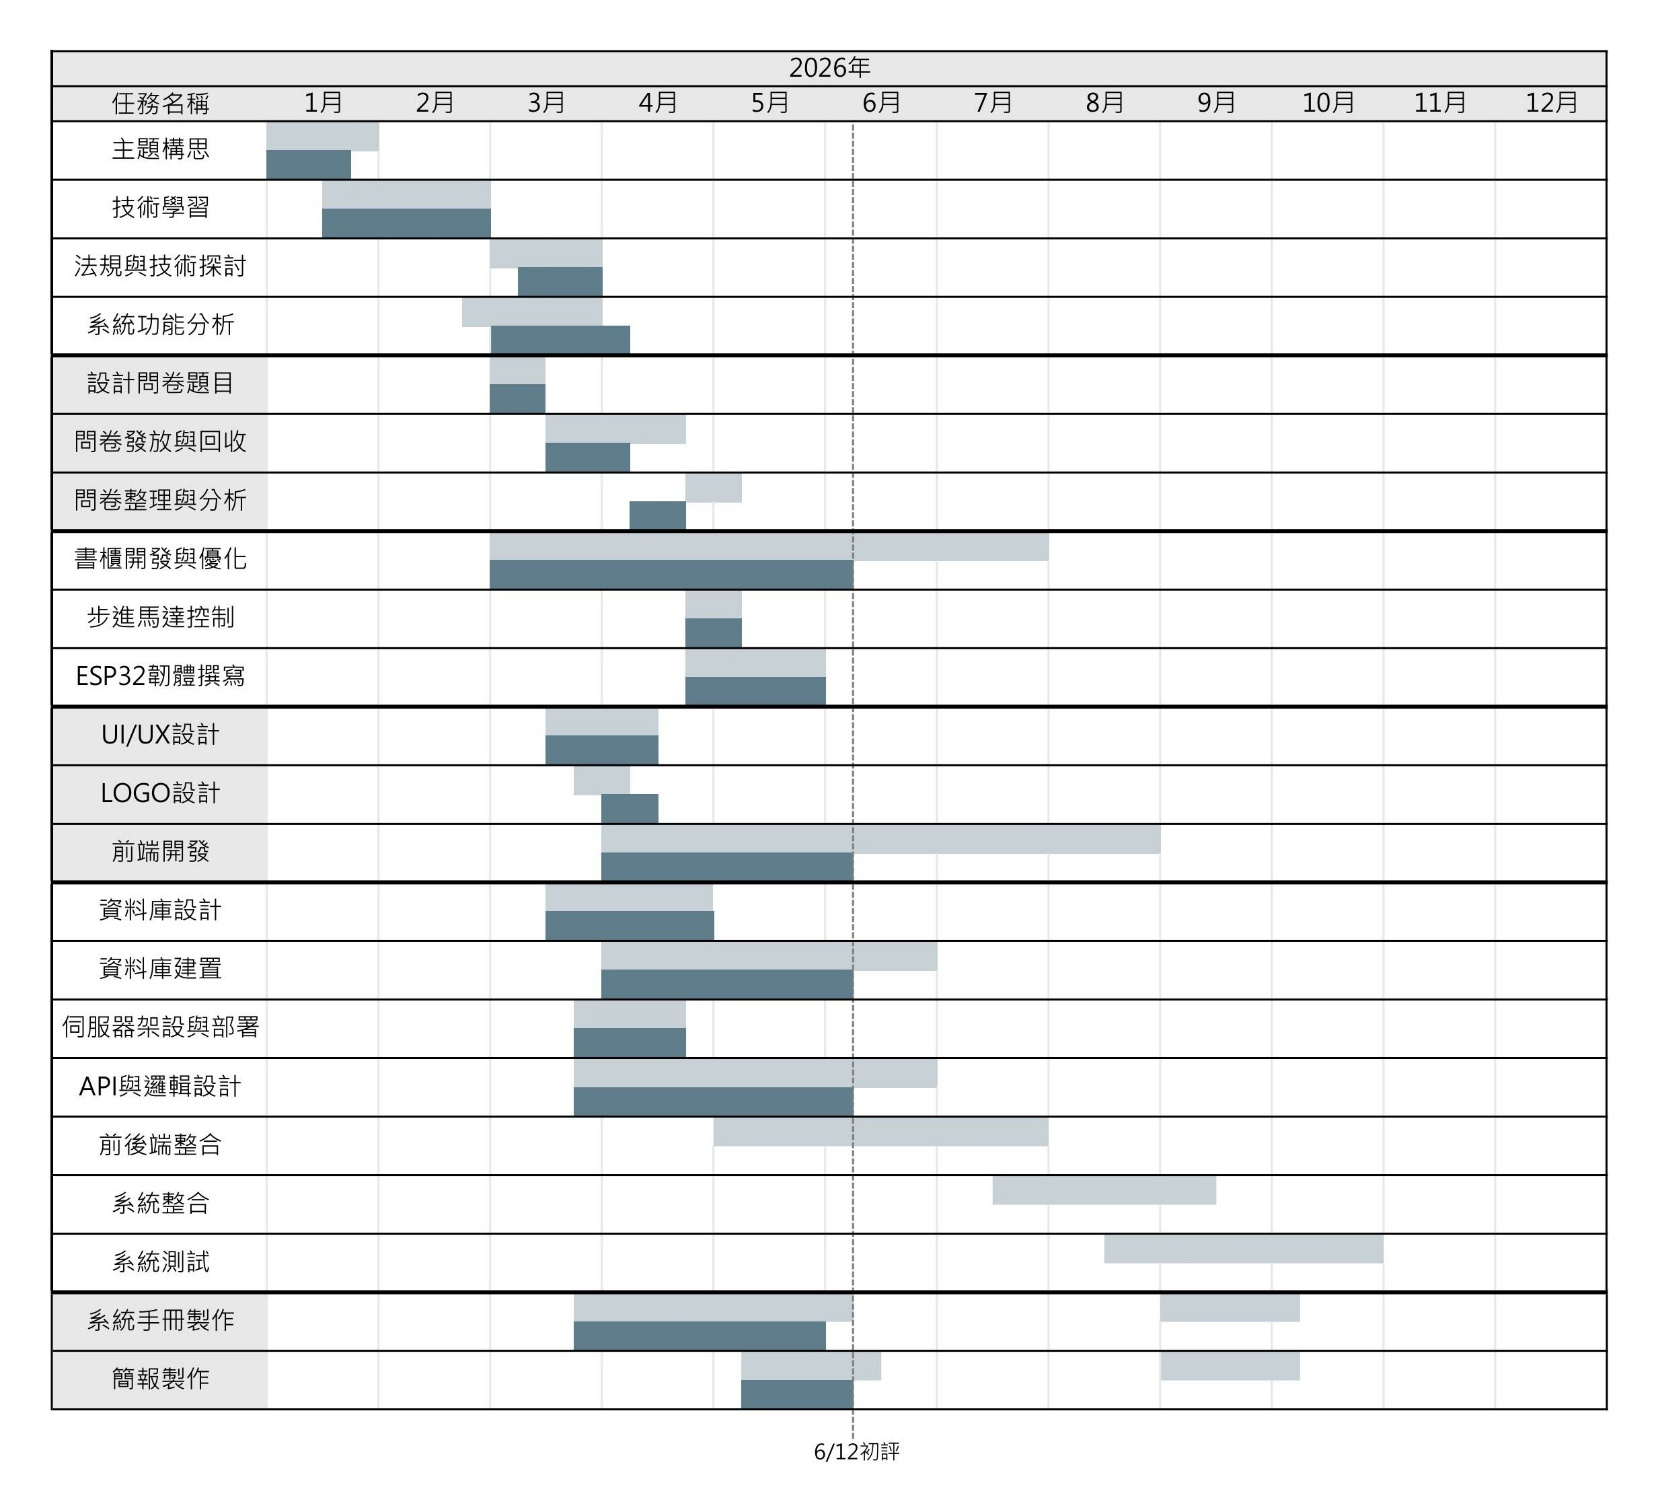 2026年
任務名稱 1月 2月 3月 4月 5月 6月 7月 8月 9月 10月 11月 12月
主題構思
技術學習
法規與技術探討
系統功能分析
設計問卷題目
問卷發放與回收
問卷整理與分析
書櫃開發與優化
步進馬達控制
ESP32韌體撰寫
UI/UX設計
LOGO設計
前端開發
資料庫設計
資料庫建置
伺服器架設與部署
API與邏輯設計
前後端整合
系統整合
系統測試
系統手冊製作
簡報製作
6/12初評